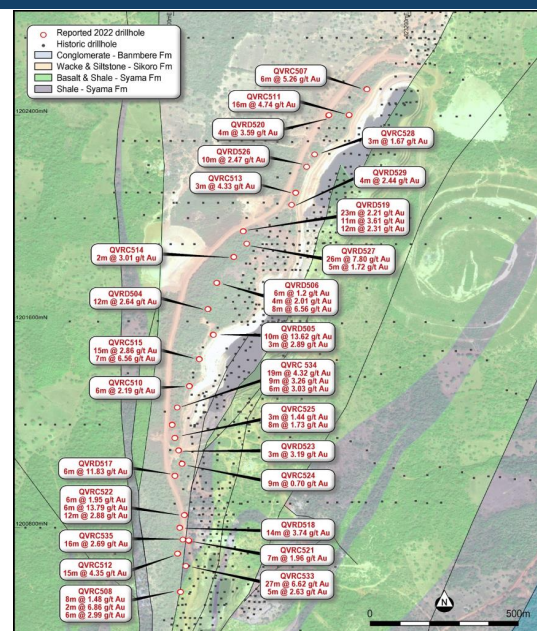 Reported 2022 drillhole
Historic drillhole
Conglomerate - Banmbere Fm
Wacke & Siltstone - Sikoro Fm
Basalt & Shale - Syama Fm
Shale - Syama Fm
1202400mN
QVRC507
6m @ 5.26 g/t Au
QVRC511
16m @ 4.74 g/t Au
QVRD520
4m @ 3.59 g/t Au
QVRC528
3m @ 1.67 g/t Au
QVRD526
10m @ 2.47 g/t Au
QVRC513
3m @ 4.33 g/t Au
QVRD529
4m @ 2.44 g/t Au
QVRD519
23m @ 2.21 g/t Au
11m @ 3.61 g/t Au
12m @ 2.31 g/t Au
QVRC514
2m @ 3.01 g/t Au
QVRD527
26m @ 7.80 g/t Au
5m @ 1.72 g/t Au
QVRD506
6m @ 1.2 g/t Au
4m @ 2.01 g/t Au
8m @ 6.56 g/t Au
QVRD504
12m @ 2.64 g/t Au
1201600mN
QVRD505
10m @ 13.62 g/t Au
3m @ 2.89 g/t Au
QVRC515
15m @ 2.86 g/t Au
7m @ 6.56 g/t Au
QVRC 534
19m @ 4.32 g/t Au
9m @ 3.26 g/t Au
6m @ 3.03 g/t Au
QVRC510
6m @ 2.19 g/t Au
QVRC525
3m @ 1.44 g/t Au
8m @ 1.73 g/t Au
QVRD523
3m @ 3.19 g/t Au
QVRD517
6m @ 11.83 g/t Au
QVRC524
9m @ 0.70 g/t Au
QVRC522
6m @ 1.95 g/t Au
6m @ 13.79 g/t Au
12m @ 2.88 g/t Au
1200800mN
QVRD518
14m @ 3.74 g/t Au
QVRC535
16m @ 2.69 g/t Au
QVRC521
7m @ 1.96 g/t Au
QVRC512
15m @ 4.35 g/t Au
QVRC533
27m @ 6.62 g/t Au
5m @ 2.63 g/t Au
QVRC508
8m @ 1.48 g/t Au
2m @ 6.86 g/t Au
6m @ 2.99 g/t Au
N
0 500m